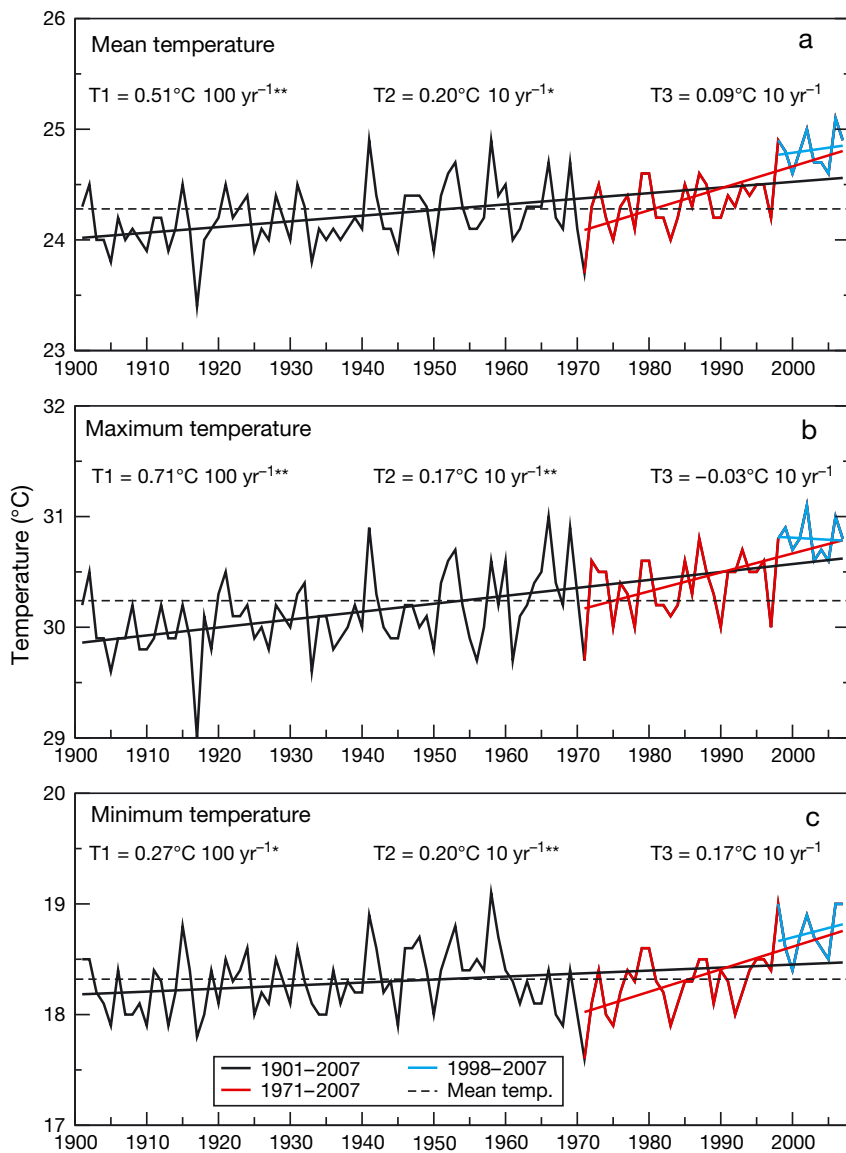 26
Mean temperature a
T1 = 0.51°C 100 yr⁻¹** T2 = 0.20°C 10 yr⁻¹* T3 = 0.09°C 10 yr⁻¹
25
24
23
1900 1910 1920 1930 1940 1950 1960 1970 1980 1990 2000
32
Maximum temperature b
T1 = 0.71°C 100 yr⁻¹** T2 = 0.17°C 10 yr⁻¹** T3 = −0.03°C 10 yr⁻¹
31
Temperature (°C)
30
29
1900 1910 1920 1930 1940 1950 1960 1970 1980 1990 2000
20
Minimum temperature c
T1 = 0.27°C 100 yr⁻¹* T2 = 0.20°C 10 yr⁻¹** T3 = 0.17°C 10 yr⁻¹
19
18
1901–2007 1998–2007
1971–2007 Mean temp.
17
1900 1910 1920 1930 1940 1950 1960 1970 1980 1990 2000